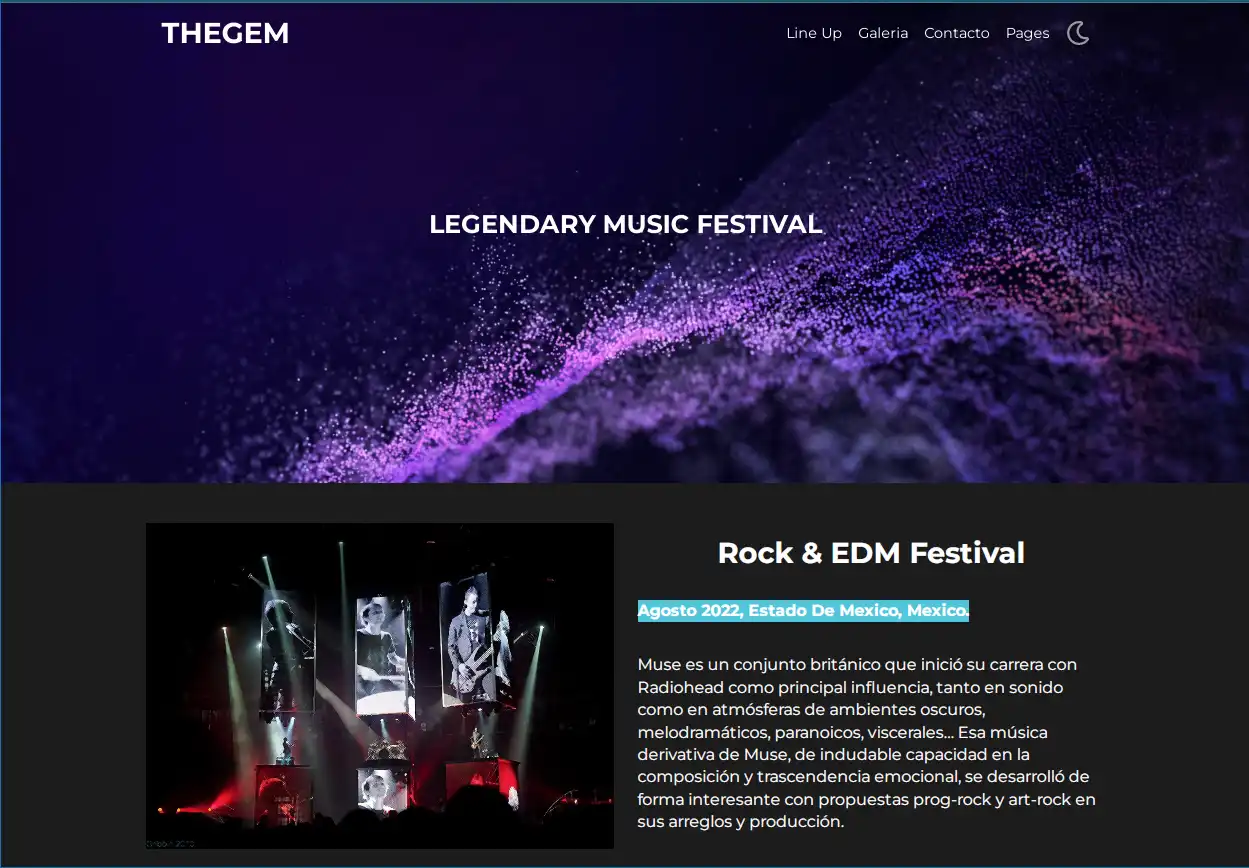 THEGEM
Line Up Galeria Contacto Pages
LEGENDARY MUSIC FESTIVAL
Rock & EDM Festival
Agosto 2022, Estado De Mexico, Mexico.
Muse es un conjunto británico que inició su carrera con
Radiohead como principal influencia, tanto en sonido
como en atmósferas de ambientes oscuros,
melodramáticos, paranoicos, viscerales... Esa música
derivativa de Muse, de indudable capacidad en la
composición y trascendencia emocional, se desarrolló de
forma interesante con propuestas prog-rock y art-rock en
sus arreglos y producción.